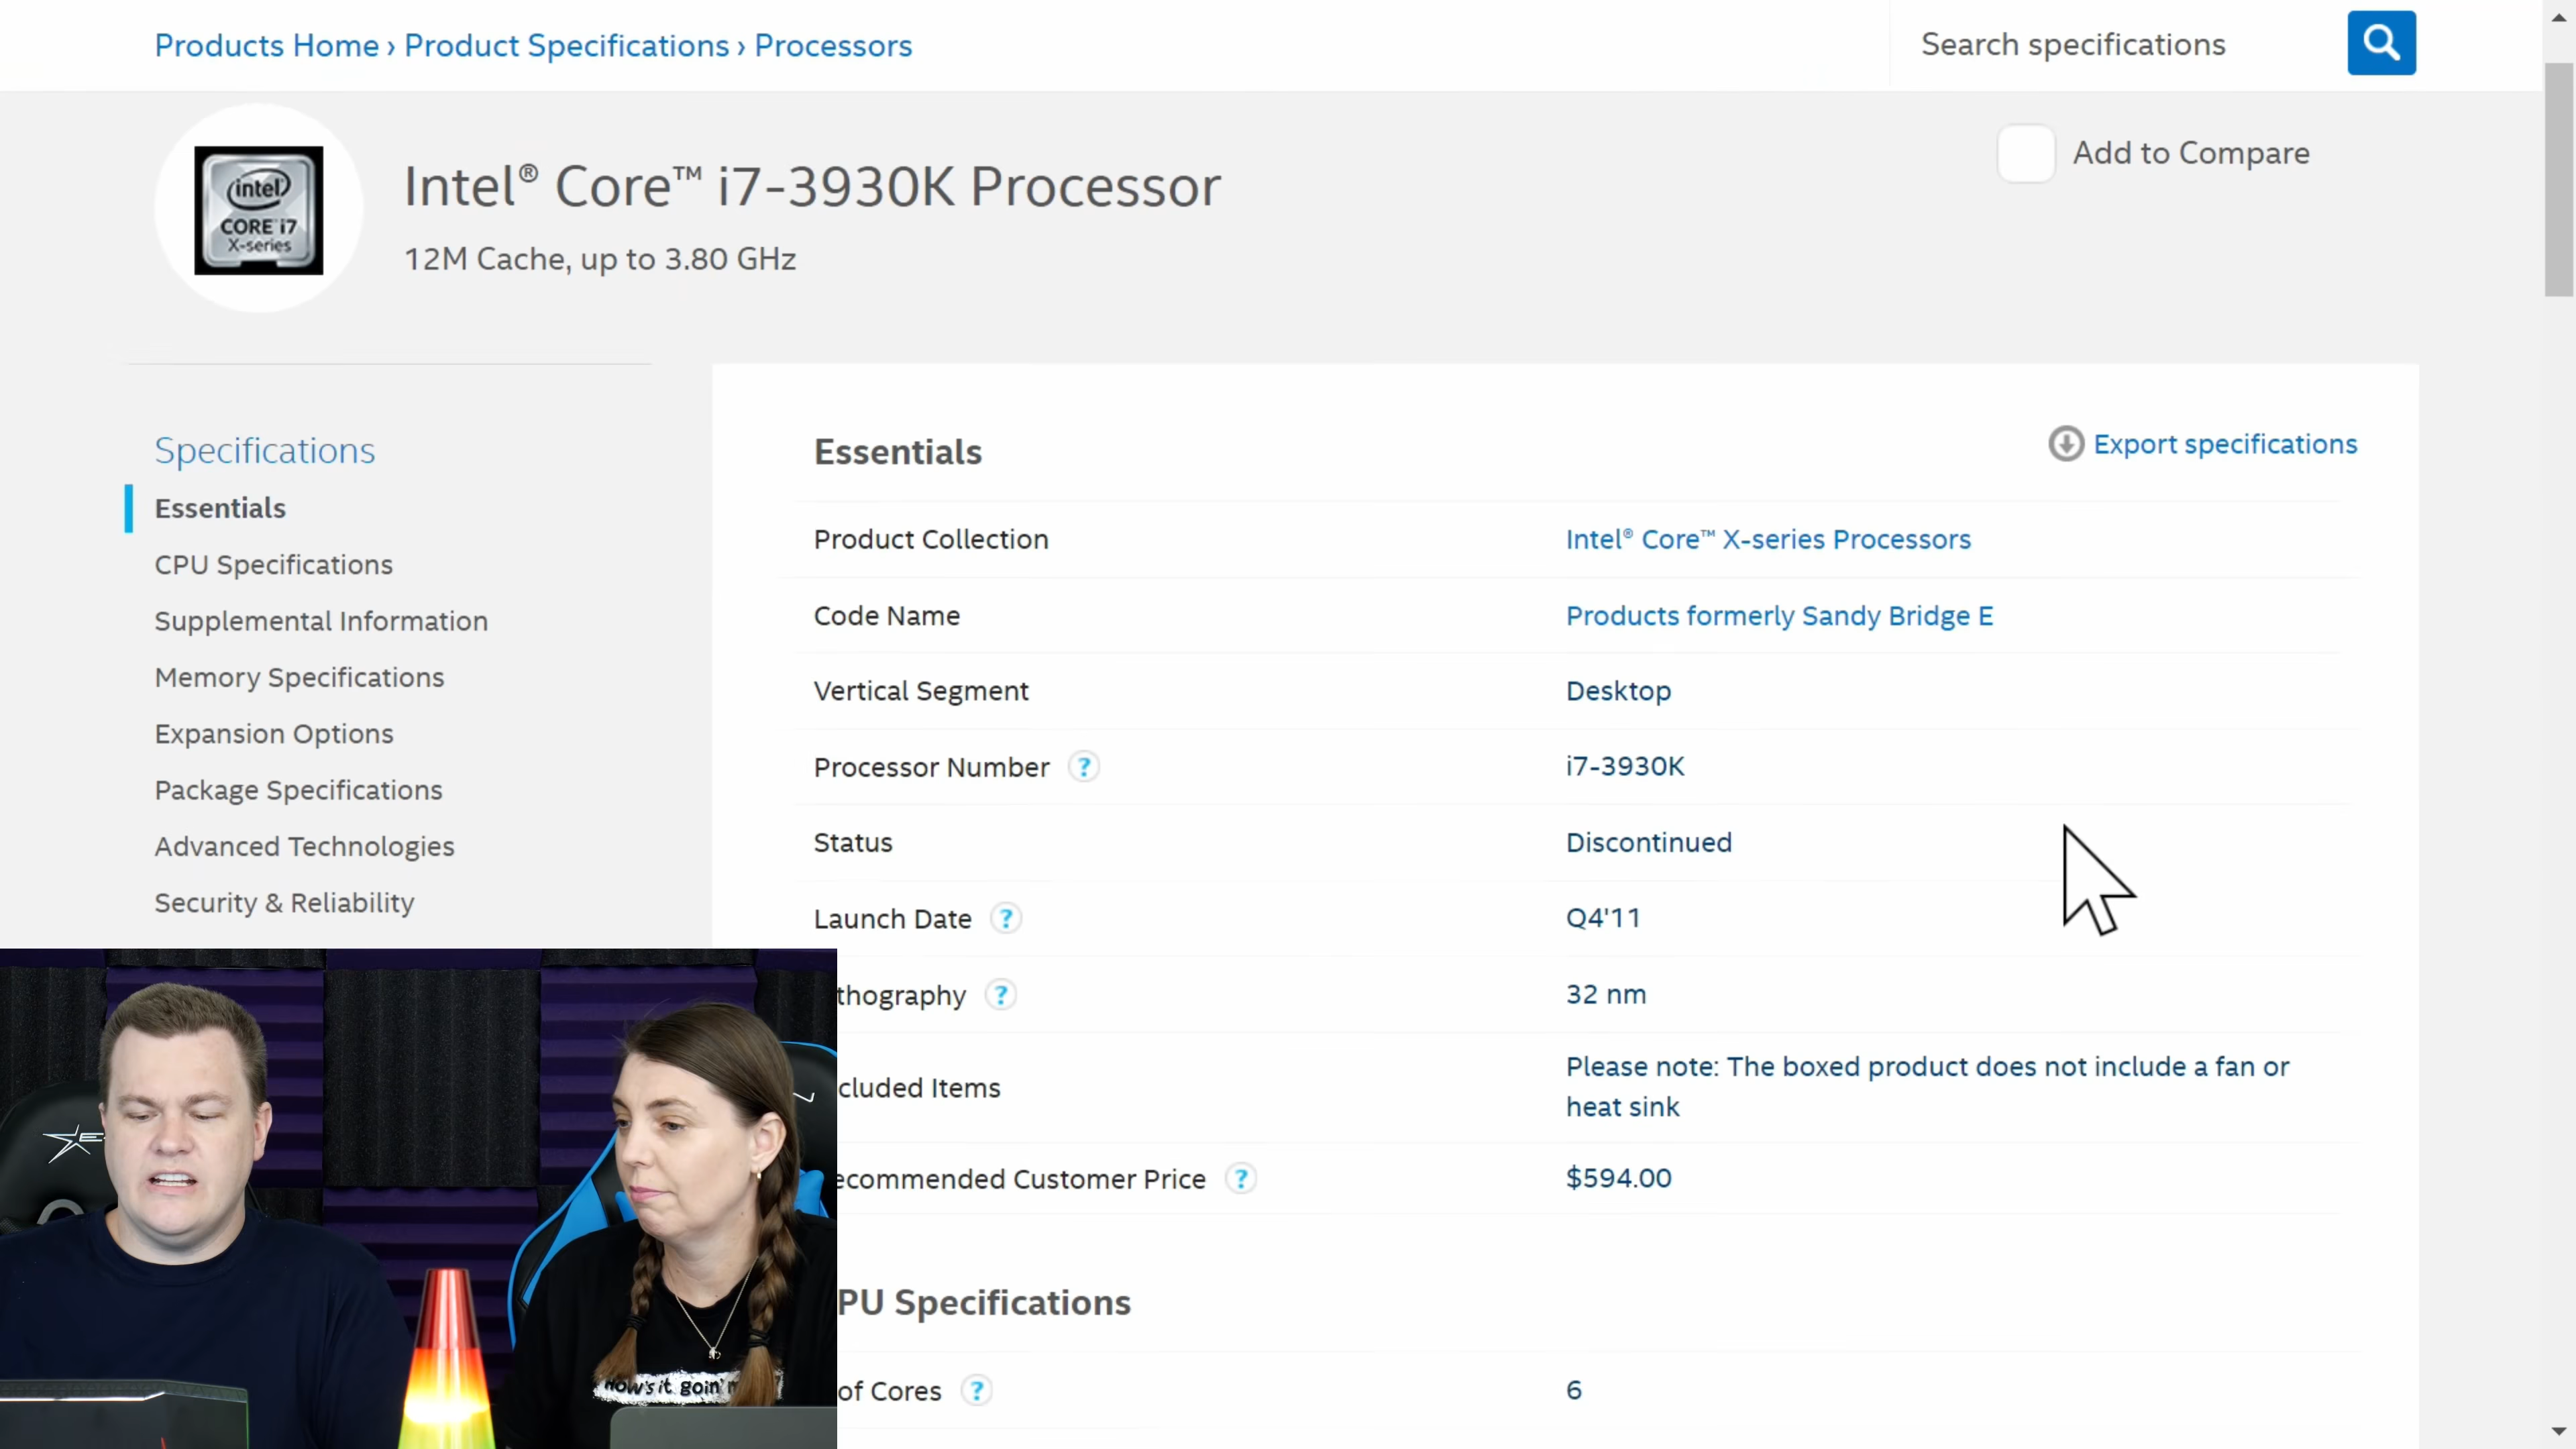 Products Home › Product Specifications › Processors
Search specifications
intel
CORE i7
X-series
Intel® Core™ i7-3930K Processor
12M Cache, up to 3.80 GHz
Add to Compare
Specifications
Essentials
CPU Specifications
Supplemental Information
Memory Specifications
Expansion Options
Package Specifications
Advanced Technologies
Security & Reliability
Essentials
Export specifications
Product Collection Intel® Core™ X-series Processors
Code Name Products formerly Sandy Bridge E
Vertical Segment Desktop
Processor Number ? i7-3930K
Status Discontinued
Launch Date ? Q4'11
thography ? 32 nm
cluded Items Please note: The boxed product does not include a fan or
heat sink
ecommended Customer Price ? $594.00
PU Specifications
of Cores ? 6
How's it goin'